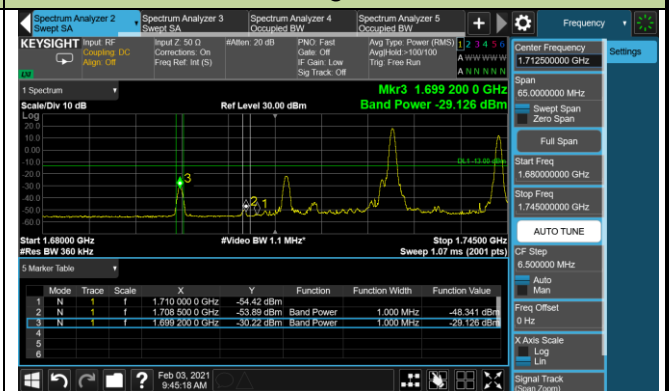 Spectrum Analyzer 2
Swept SA
Spectrum Analyzer 3
Swept SA
Spectrum Analyzer 4
Occupied BW
Spectrum Analyzer 5
Occupied BW
Frequency
KEYSIGHT
Input: RF
Coupling: DC
Align: Off
Input Z: 50 Ω
Corrections: On
Freq Ref: Int (S)
#Atten: 20 dB
PNO: Fast
Gate: Off
IF Gain: Low
Sig Track: Off
Avg Type: Power (RMS)
Avg|Hold:>100/100
Trig: Free Run
1 2 3 4 5 6
A W W W W W
A N N N N N
LXI
1 Spectrum
Scale/Div 10 dB
Log
Ref Level 30.00 dBm
Mkr3 1.699 200 0 GHz
Band Power -29.126 dBm
20.0
10.0
0.00
-10.0
-20.0
-30.0
-40.0
-50.0
-60.0
DL1 -13.00 dBm
3
2
1
Start 1.68000 GHz
#Res BW 360 kHz
#Video BW 1.1 MHz*
Stop 1.74500 GHz
Sweep 1.07 ms (2001 pts)
5 Marker Table
Mode Trace Scale X Y Function Function Width Function Value
1 N 1 f 1.710 000 0 GHz -54.42 dBm
2 N 1 f 1.708 500 0 GHz -53.89 dBm Band Power 1.000 MHz -48.341 dBm
3 N 1 f 1.699 200 0 GHz -30.22 dBm Band Power 1.000 MHz -29.126 dBm
4
5
6
Feb 03, 2021
9:45:18 AM
Settings
Center Frequency
1.712500000 GHz
Span
65.0000000 MHz
Swept Span
Zero Span
Full Span
Start Freq
1.680000000 GHz
Stop Freq
1.745000000 GHz
AUTO TUNE
CF Step
6.500000 MHz
Auto
Man
Freq Offset
0 Hz
X Axis Scale
Log
Lin
Signal Track
(Span Zoom)